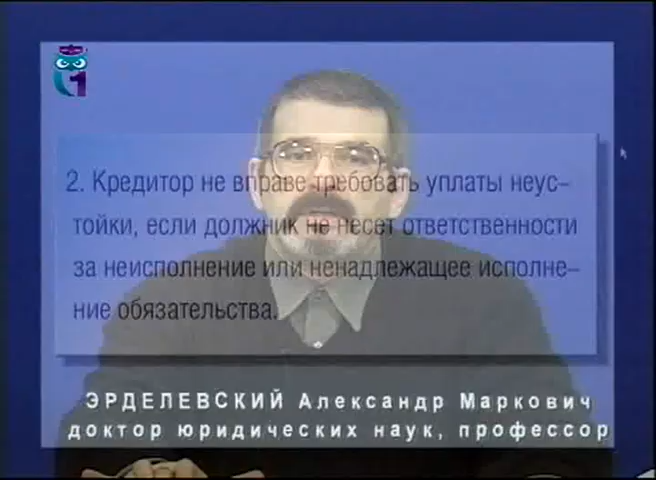 1
2. Кредитор не вправе требовать уплаты неус–
тойки, если должник не несет ответственности
за неисполнение или ненадлежащее исполне–
ние обязательства.
ЭРДЕЛЕВСКИЙ Александр Маркович
доктор юридических наук, профессор